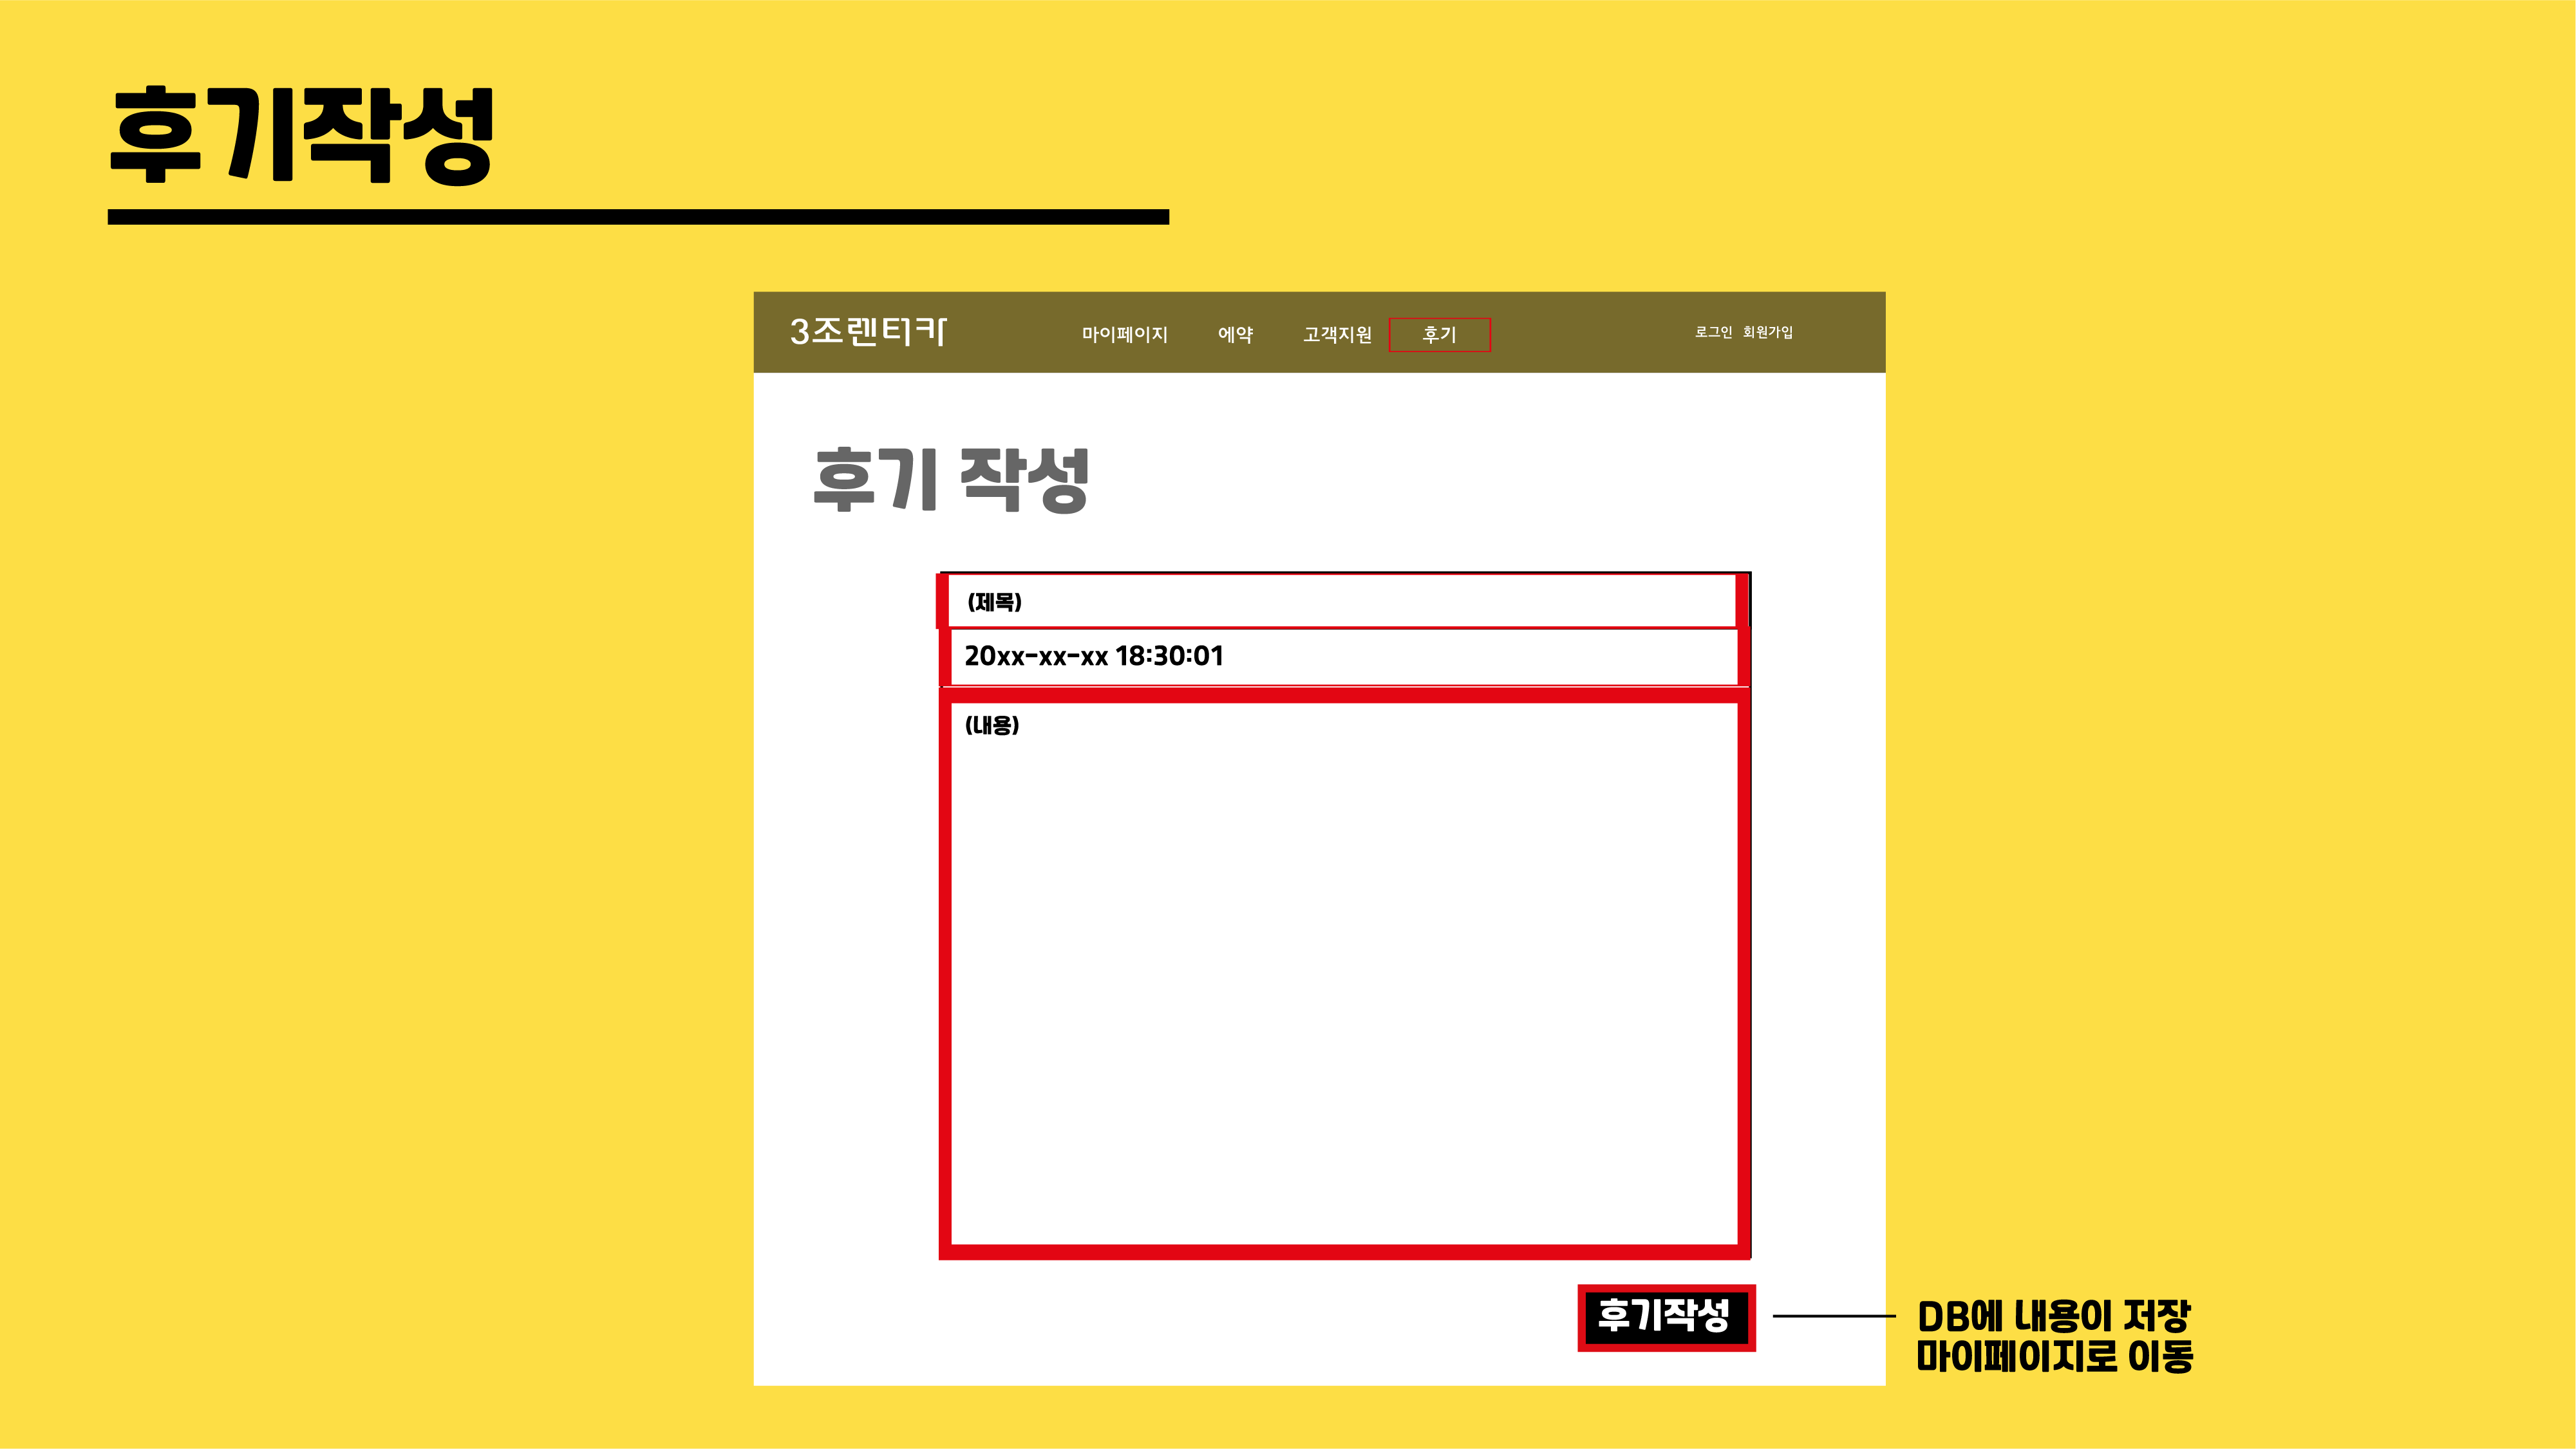 후기작성
3조렌터카 마이페이지 에약 고객지원 후기 로그인 회원가입
후기 작성
(제목)
20xx-xx-xx 18:30:01
(내용)
후기작성
DB에 내용이 저장
마이페이지로 이동